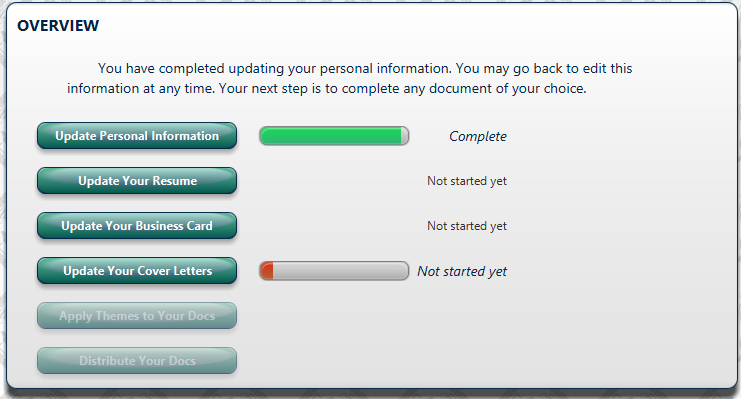 OVERVIEW
You have completed updating your personal information. You may go back to edit this
information at any time. Your next step is to complete any document of your choice.
Update Personal Information Complete
Update Your Resume Not started yet
Update Your Business Card Not started yet
Update Your Cover Letters Not started yet
Apply Themes to Your Docs
Distribute Your Docs